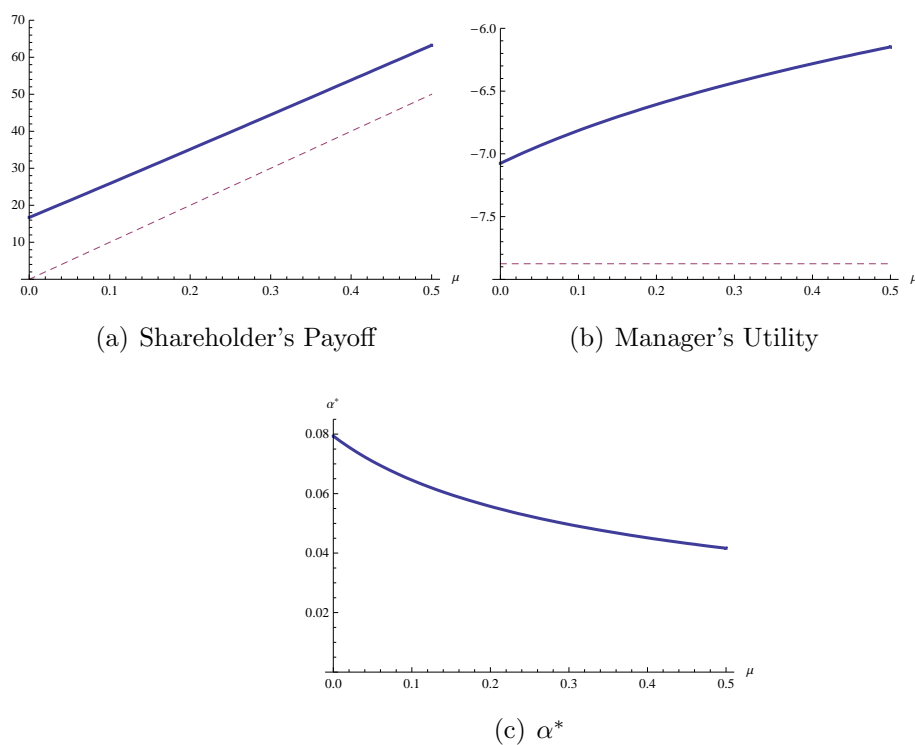 70
60
50
40
30
20
10
0.0 0.1 0.2 0.3 0.4 0.5 μ
(a) Shareholder's Payoff
−6.0
−6.5
−7.0
−7.5
0.0 0.1 0.2 0.3 0.4 0.5 μ
(b) Manager's Utility
α*
0.08
0.06
0.04
0.02
0.0 0.1 0.2 0.3 0.4 0.5 μ
(c) α*